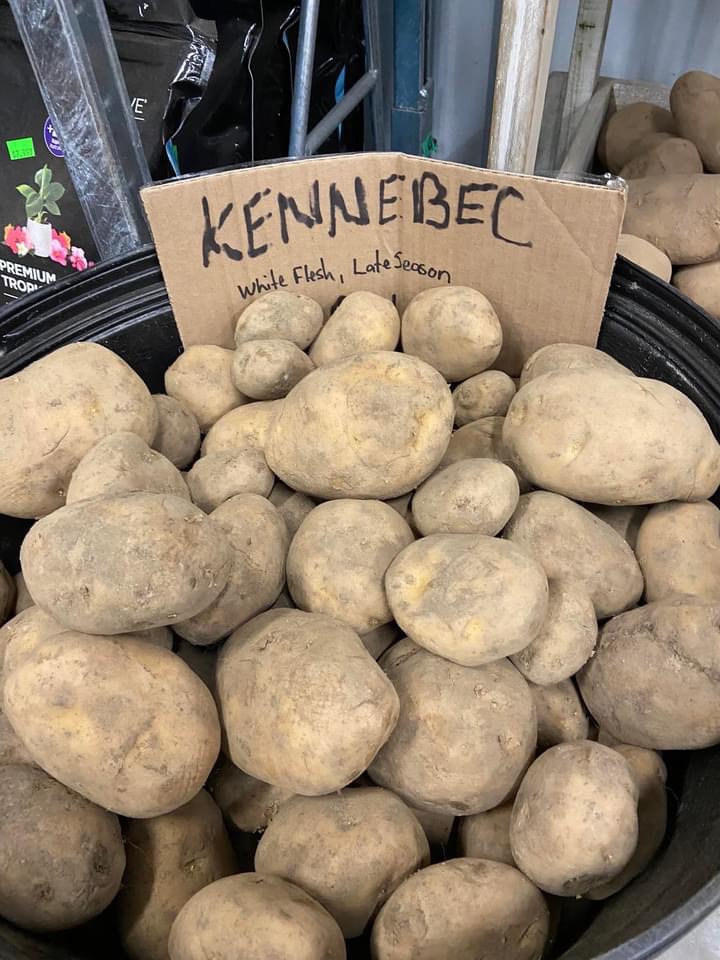 KENNEBEC
White Flesh, Late Season
PREMIUM